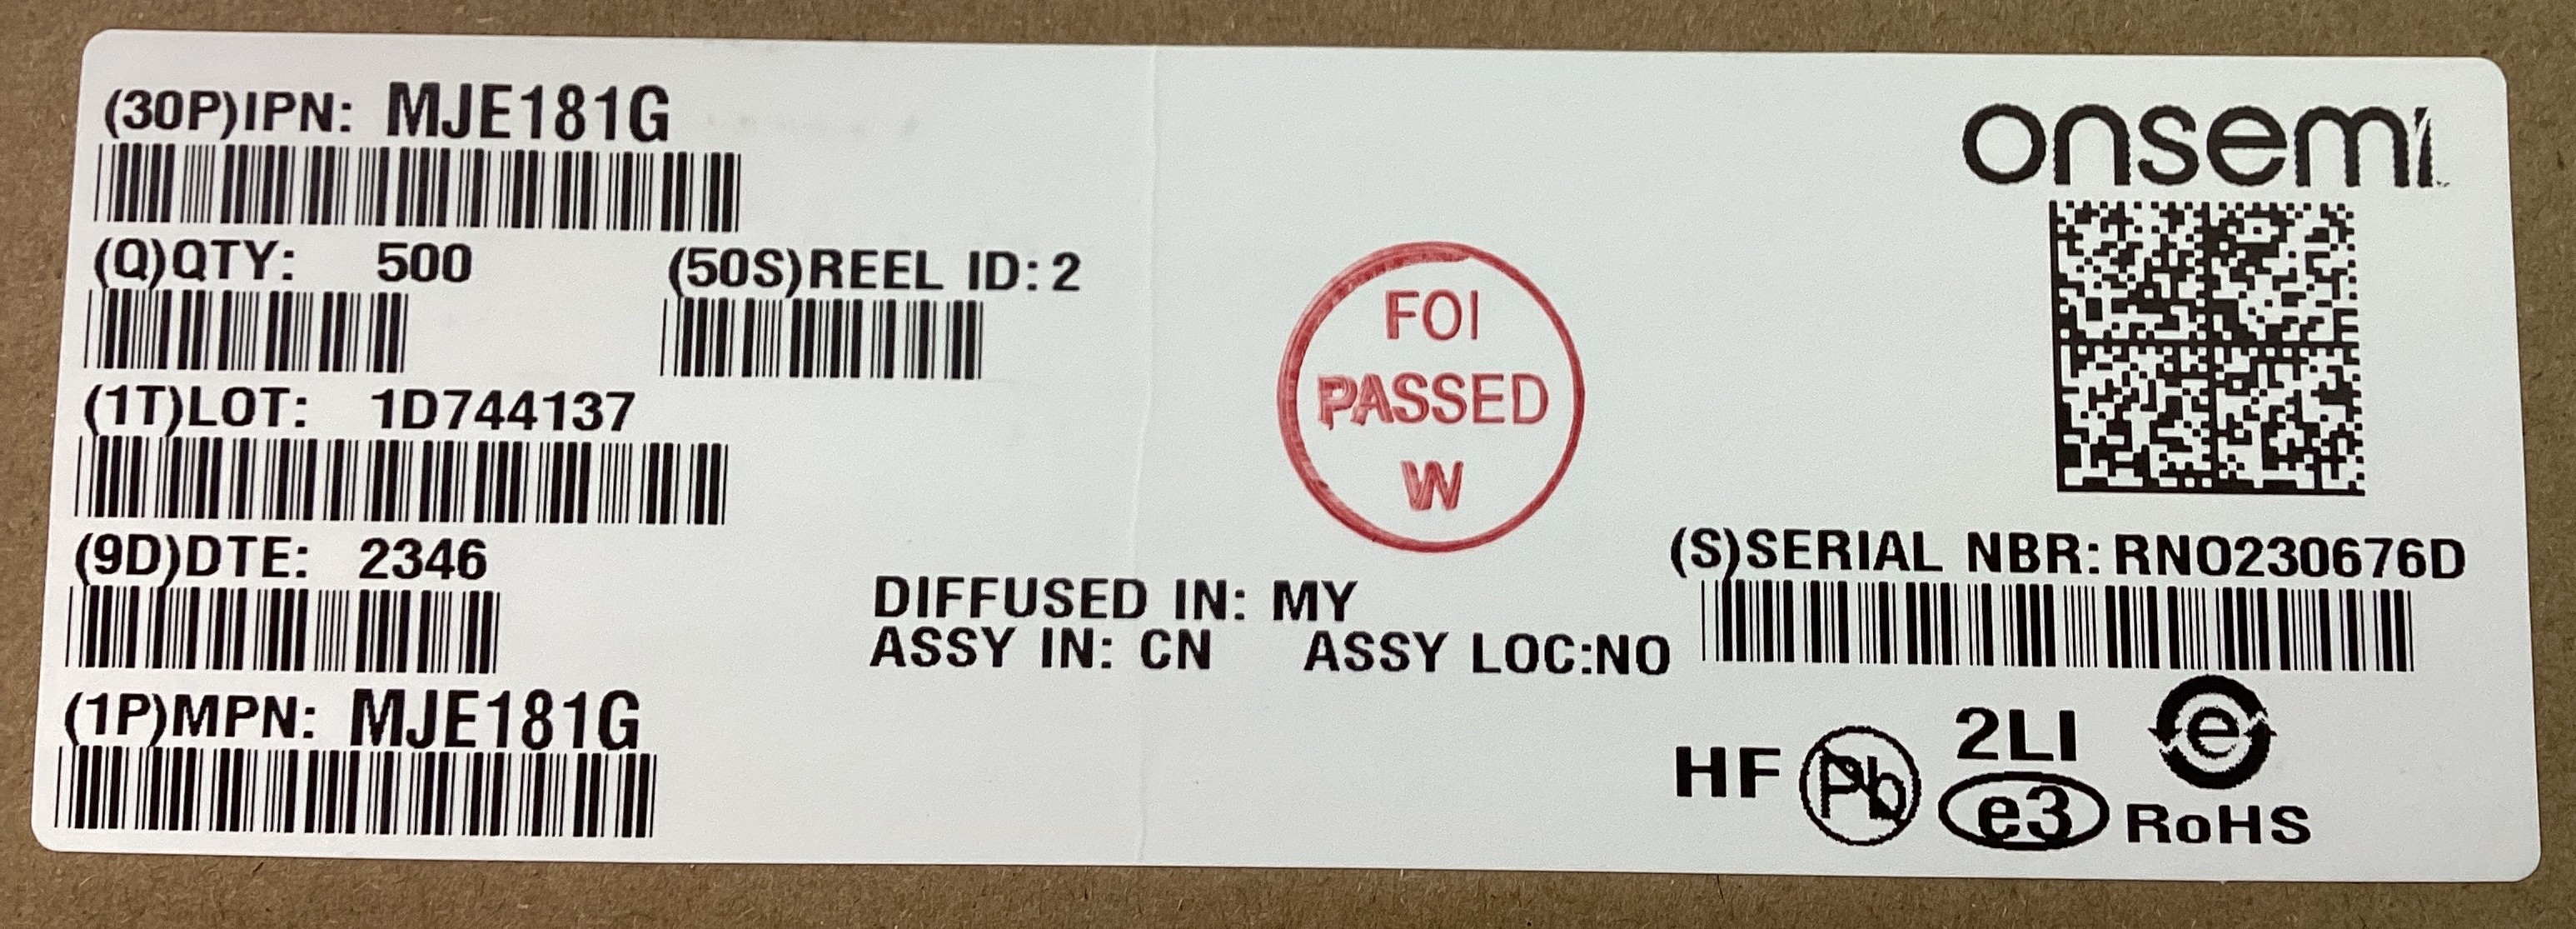 (30P)IPN: MJE181G
onsemi
(Q)QTY: 500
(50S)REEL ID: 2
(1T)LOT: 1D744137
FOI
PASSED
W
(9D)DTE: 2346
DIFFUSED IN: MY
ASSY IN: CN ASSY LOC:NO
(S)SERIAL NBR: RNO230676D
(1P)MPN: MJE181G
HF
Pb
2LI
e3
e
RoHS